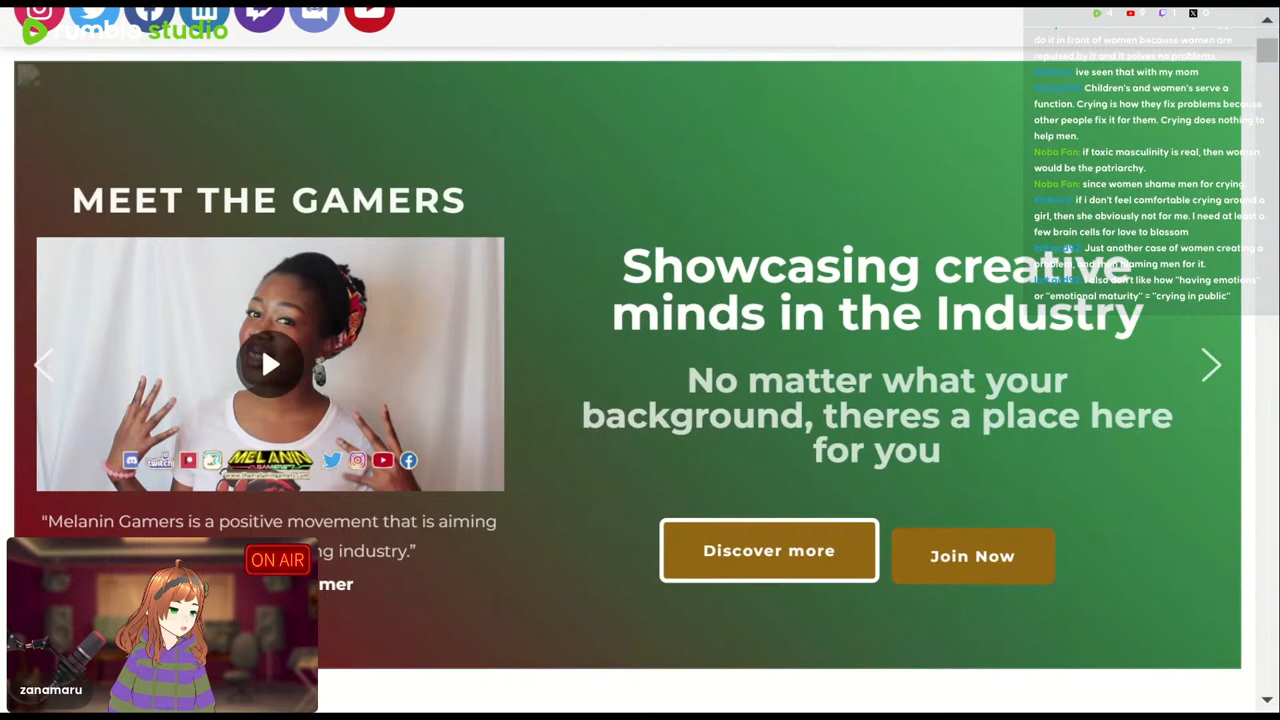 rumble studio
4 9 1 X 0
do it in front of women because women are
repulsed by it and it solves no problems.
ive seen that with my mom
Children's and women's serve a
function. Crying is how they fix problems because
other people fix it for them. Crying does nothing to
help men.
Noba Fan: if toxic masculinity is real, then women
would be the patriarchy.
Noba Fan: since women shame men for crying.
if i don't feel comfortable crying around a
girl, then she obviously not for me. I need at least a
few brain cells for love to blossom
Just another case of women creating a
problem, and then blaming men for it.
I also don't like how "having emotions"
or "emotional maturity" = "crying in public"
MEET THE GAMERS
MELANIN
GAMERS
twitch
Showcasing creative
minds in the Industry
No matter what your
background, theres a place here
for you
Discover more
Join Now
"Melanin Gamers is a positive movement that is aiming
ng industry.”
mer
ON AIR
zanamaru